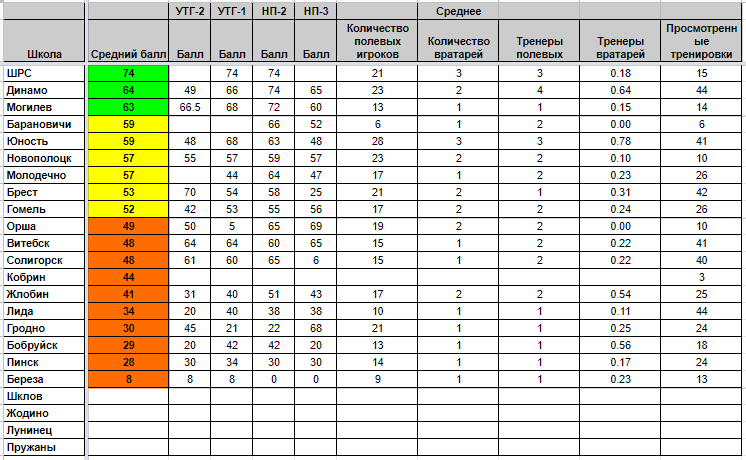 УТГ-2 УТГ-1 НП-2 НП-3 Среднее
Школа Средний балл Балл Балл Балл Балл Количество полевых игроков Количество вратарей Тренеры полевых Тренеры вратарей Просмотренные тренировки
ШРС 74 74 74 21 3 3 0.18 15
Динамо 64 49 66 74 65 23 2 4 0.64 44
Могилев 63 66.5 68 72 60 13 1 1 0.15 14
Барановичи 59 66 52 6 1 2 0.00 6
Юность 59 48 68 63 48 28 3 3 0.78 41
Новополоцк 57 55 57 59 57 23 2 2 0.10 10
Молодечно 57 44 64 47 17 1 2 0.23 26
Брест 53 70 54 58 25 21 2 1 0.31 42
Гомель 52 42 53 55 56 17 2 2 0.24 26
Орша 49 50 5 65 69 19 2 2 0.00 10
Витебск 48 64 64 60 65 15 1 2 0.22 41
Солигорск 48 61 60 65 6 15 1 2 0.22 40
Кобрин 44 3
Жлобин 41 31 40 51 43 17 2 2 0.54 25
Лида 34 20 40 38 38 10 1 1 0.11 44
Гродно 30 45 21 22 68 21 1 1 0.25 24
Бобруйск 29 20 42 42 20 13 1 1 0.56 18
Пинск 28 30 34 30 30 14 1 1 0.17 24
Береза 8 8 8 0 0 9 1 1 0.23 13
Шклов
Жодино
Лунинец
Пружаны